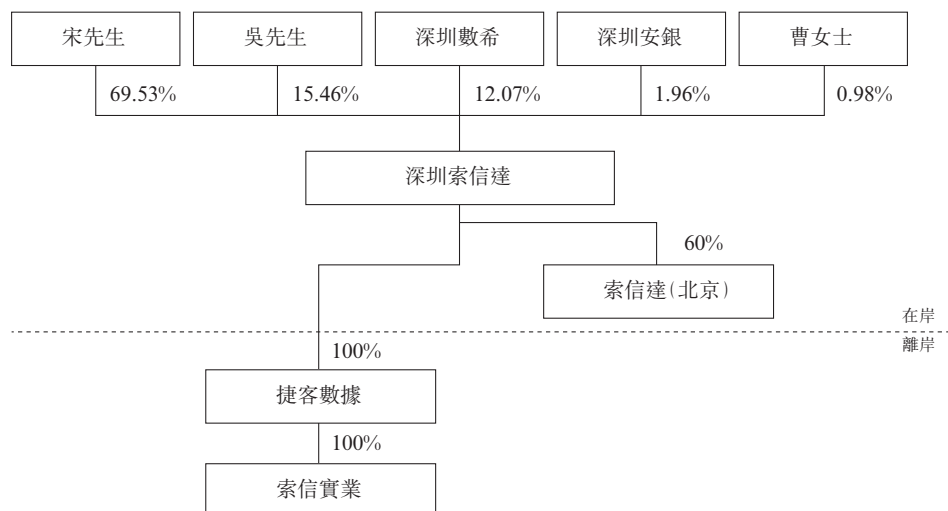 宋先生
吳先生
深圳數希
深圳安銀
曹女士
69.53%
15.46%
12.07%
1.96%
0.98%
深圳索信達
60%
索信達(北京)
在岸
離岸
100%
捷客數據
100%
索信實業